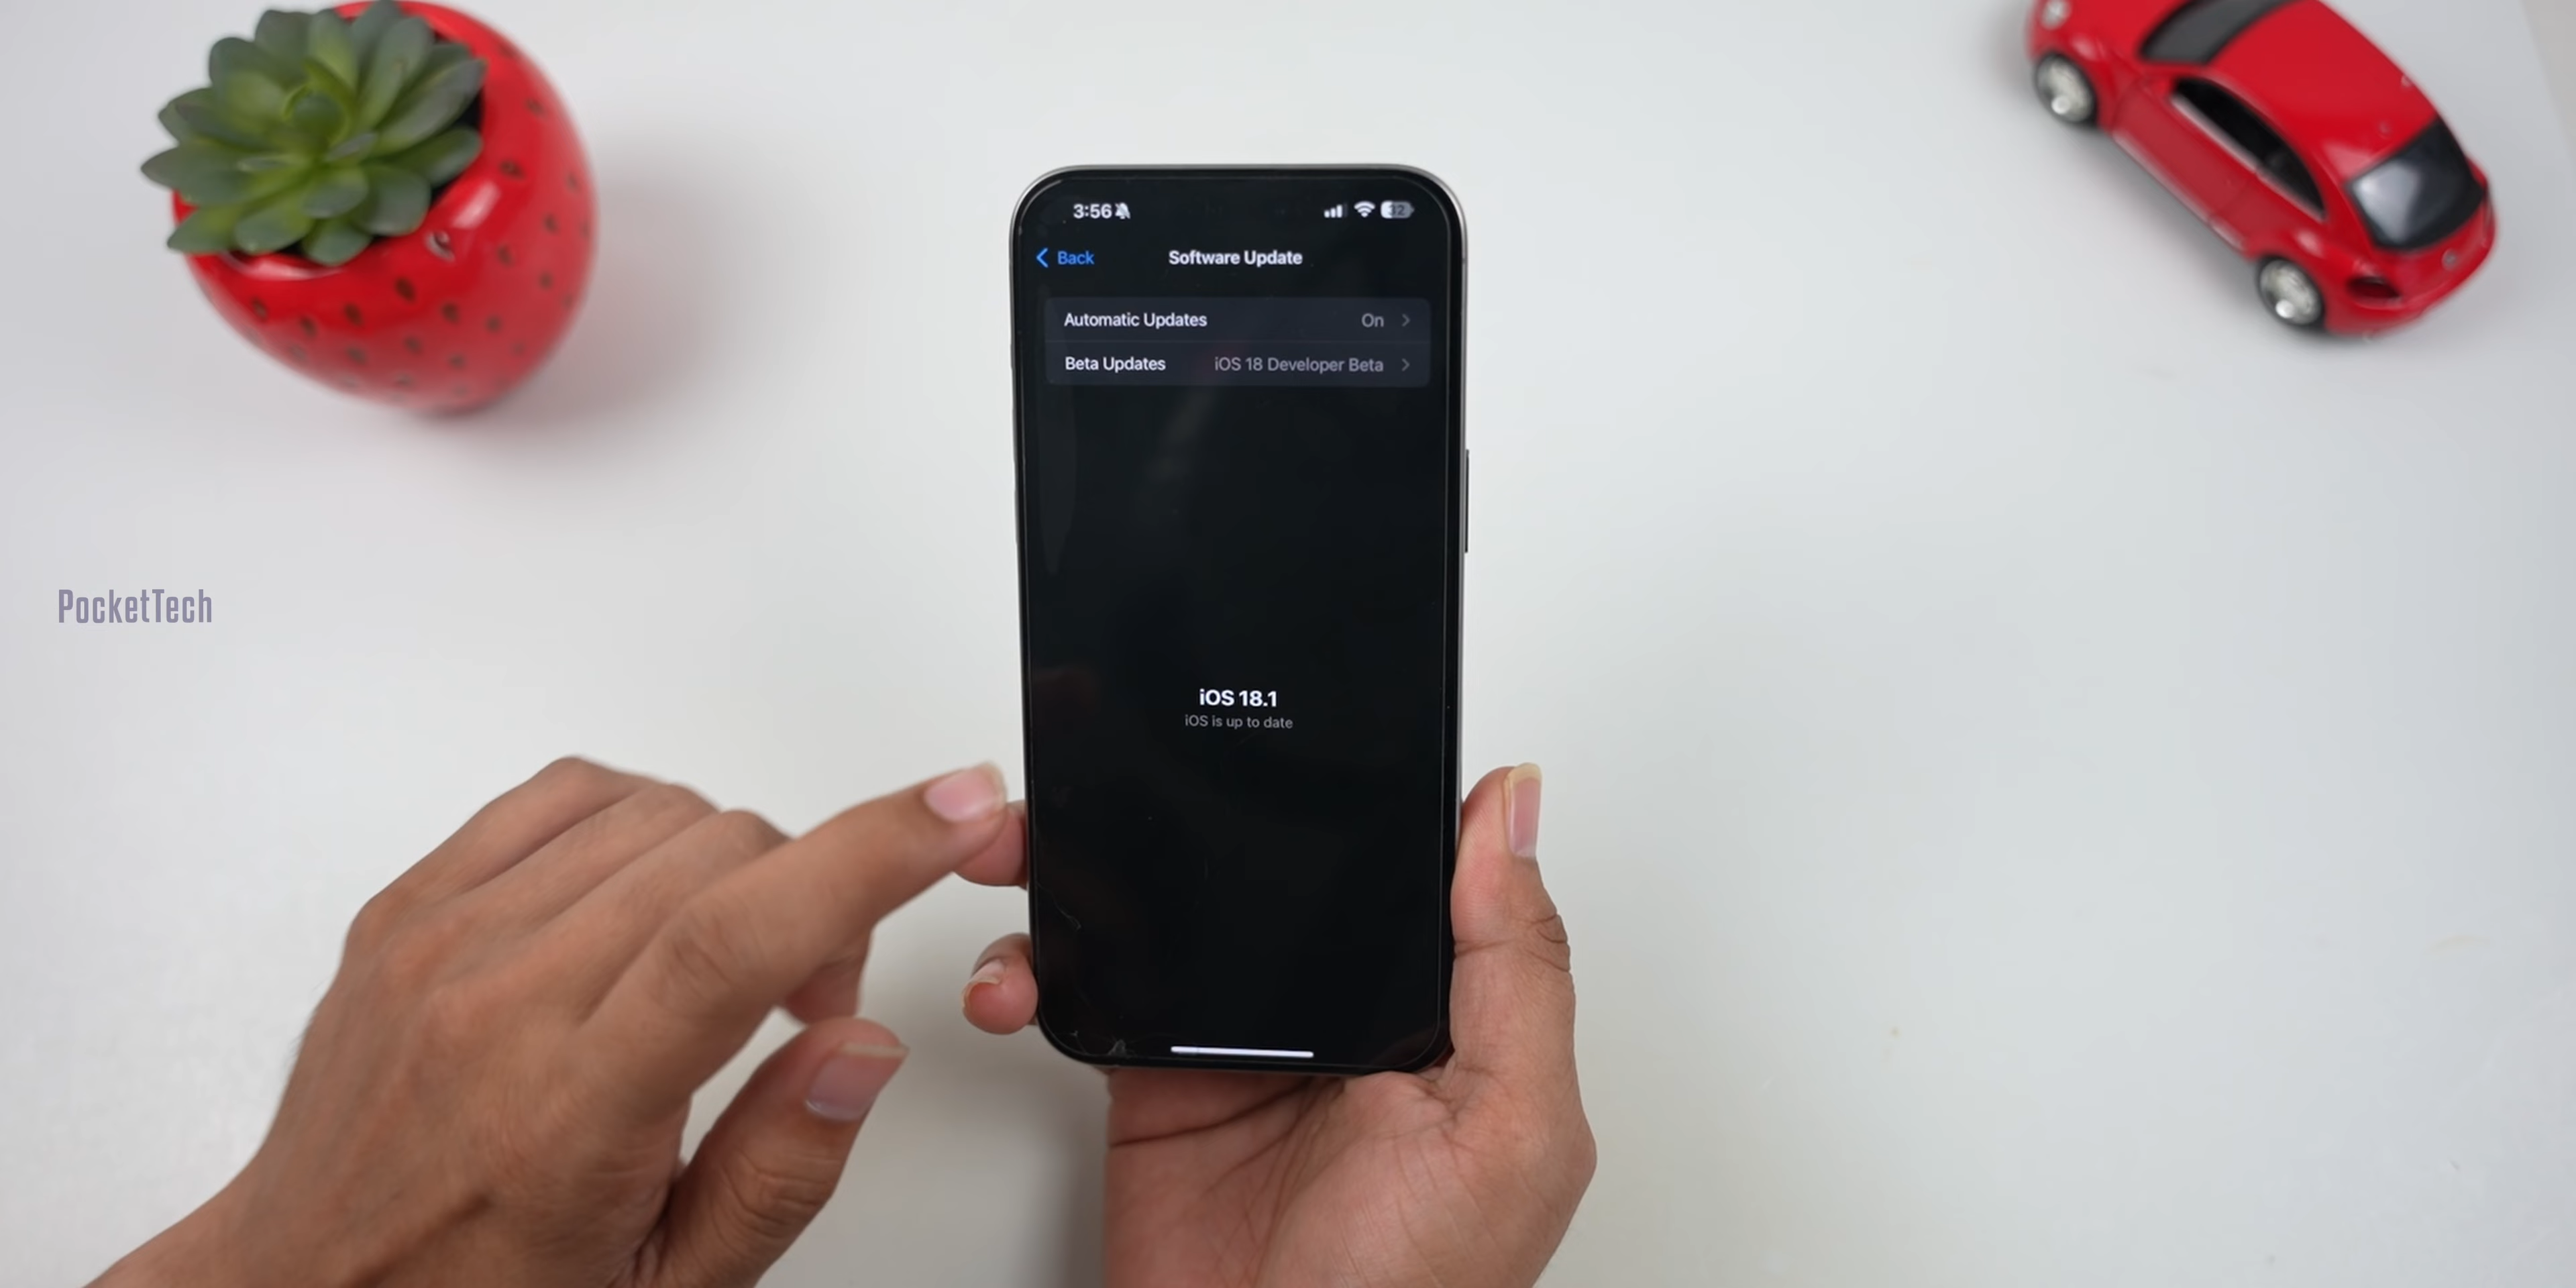 3:56
Back
Software Update
Automatic Updates On
Beta Updates iOS 18 Developer Beta
PocketTech
iOS 18.1
iOS is up to date